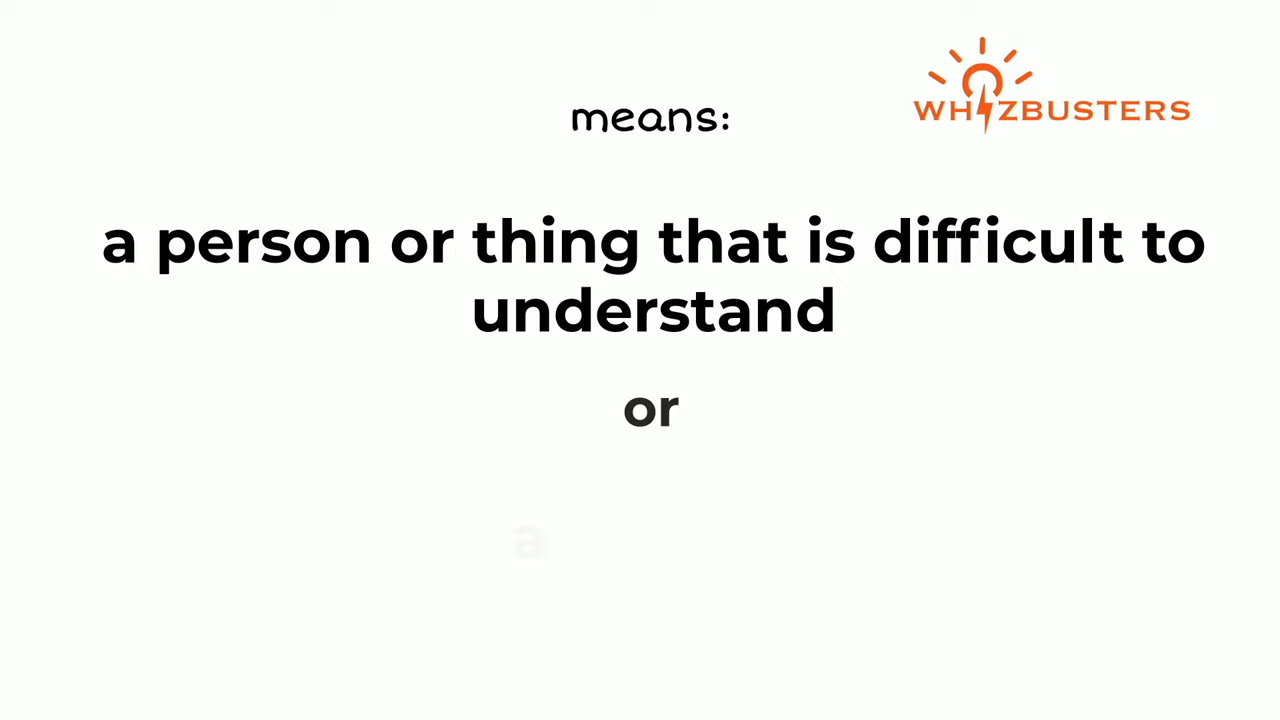 WHIZBUSTERS
means:
a person or thing that is difficult to
understand
or
a